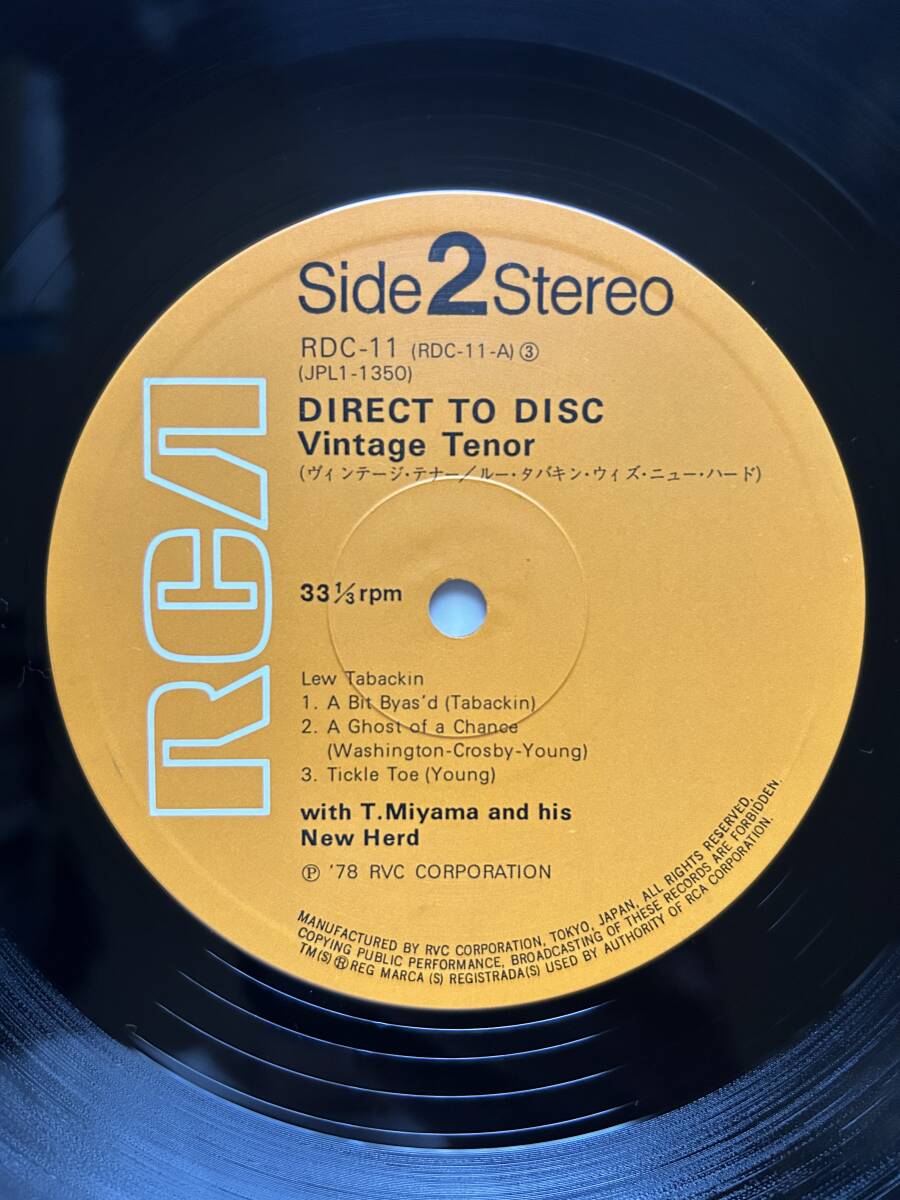 RCA
Side 2 Stereo
RDC-11 (RDC-11-A) ③
(JPL1-1350)
DIRECT TO DISC
Vintage Tenor
(ヴィンテージ・テナー/ルー・タバキン・ウィズ・ニュー・ハード)
33 1/3 rpm
Lew Tabackin
1. A Bit Byas'd (Tabackin)
2. A Ghost of a Chance
(Washington-Crosby-Young)
3. Tickle Toe (Young)
with T.Miyama and his
New Herd
Ⓟ '78 RVC CORPORATION
MANUFACTURED BY RVC CORPORATION, TOKYO, JAPAN, ALL RIGHTS RESERVED,
COPYING PUBLIC PERFORMANCE, BROADCASTING OF THESE RECORDS ARE FORBIDDEN.
TM(S) ® REG MARCA (S) REGISTRADA(S) USED BY AUTHORITY OF RCA CORPORATION.